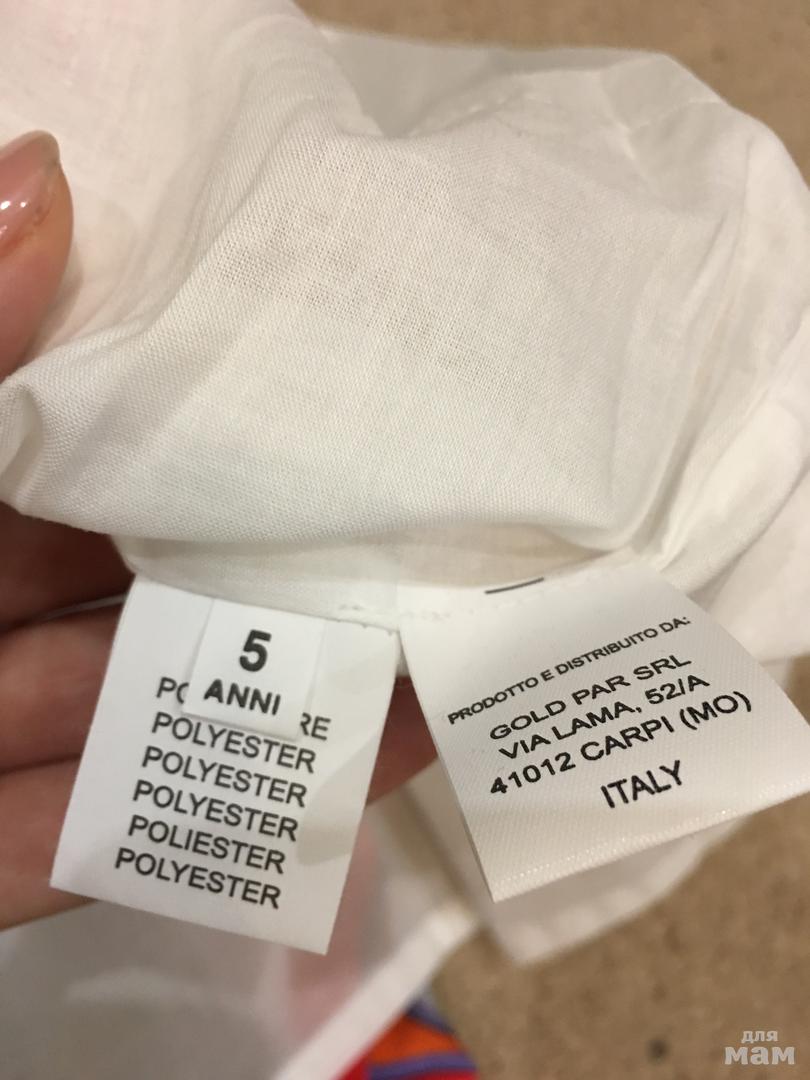 5
ANNI
POLYESTER
POLYESTER
POLYESTER
POLIESTER
POLYESTER
PRODOTTO E DISTRIBUITO DA:
GOLD PAR SRL
VIA LAMA, 52/A
41012 CARPI (MO)
ITALY
для
мам